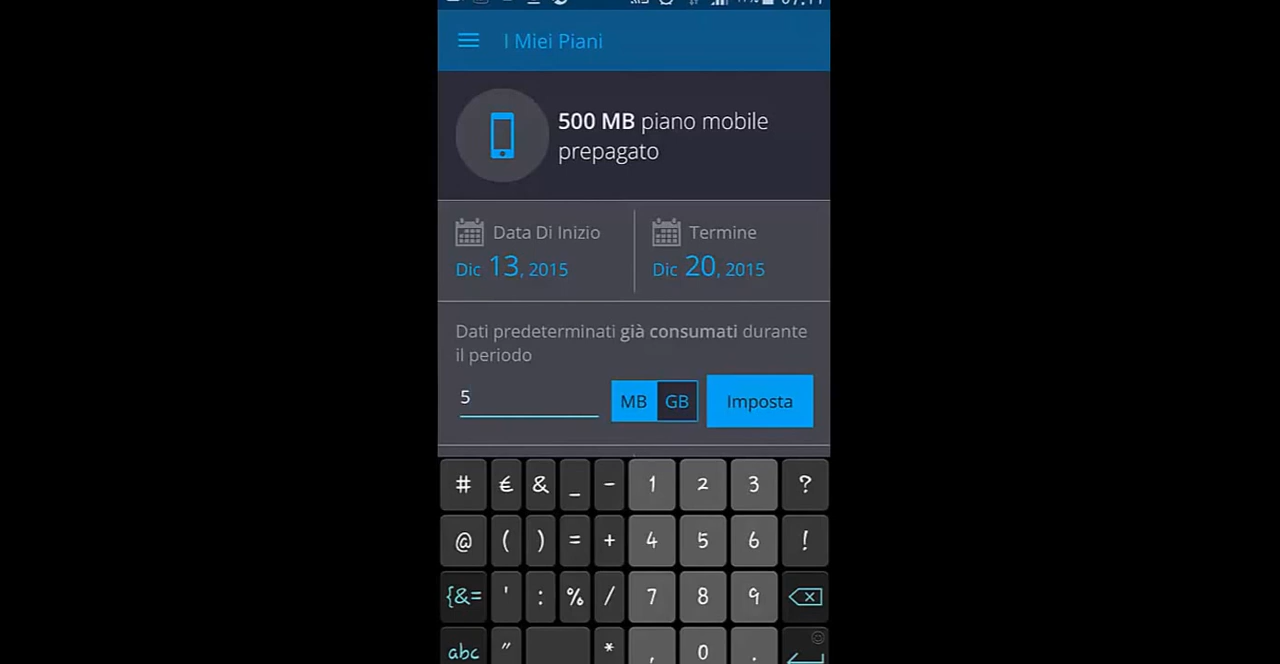 I Miei Piani
500 MB piano mobile
prepagato
Data Di Inizio
Termine
Dic 13, 2015
Dic 20, 2015
Dati predeterminati già consumati durante
il periodo
5
MB GB Imposta
# € & _ - 1 2 3 ?
@ ( ) = + 4 5 6 !
{&= ' : % / 7 8 9
abc " * , 0 .